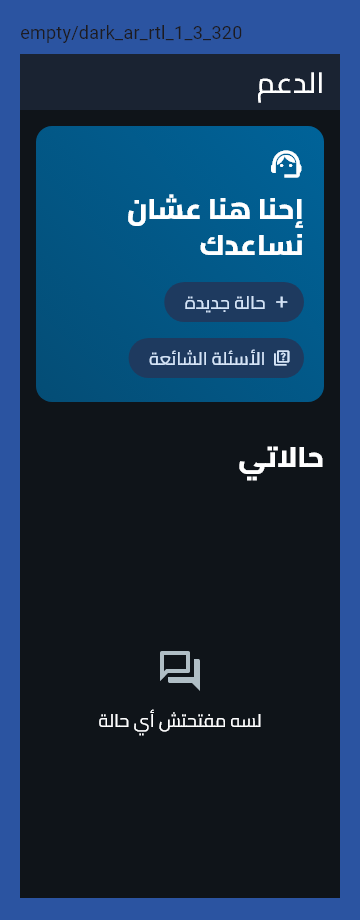 empty/dark_ar_rtl_1_3_320
الدعم
إحنا هنا عشان
نساعدك
حالة جديدة
الأسئلة الشائعة
حالاتي
لسه مفتحتش أي حالة